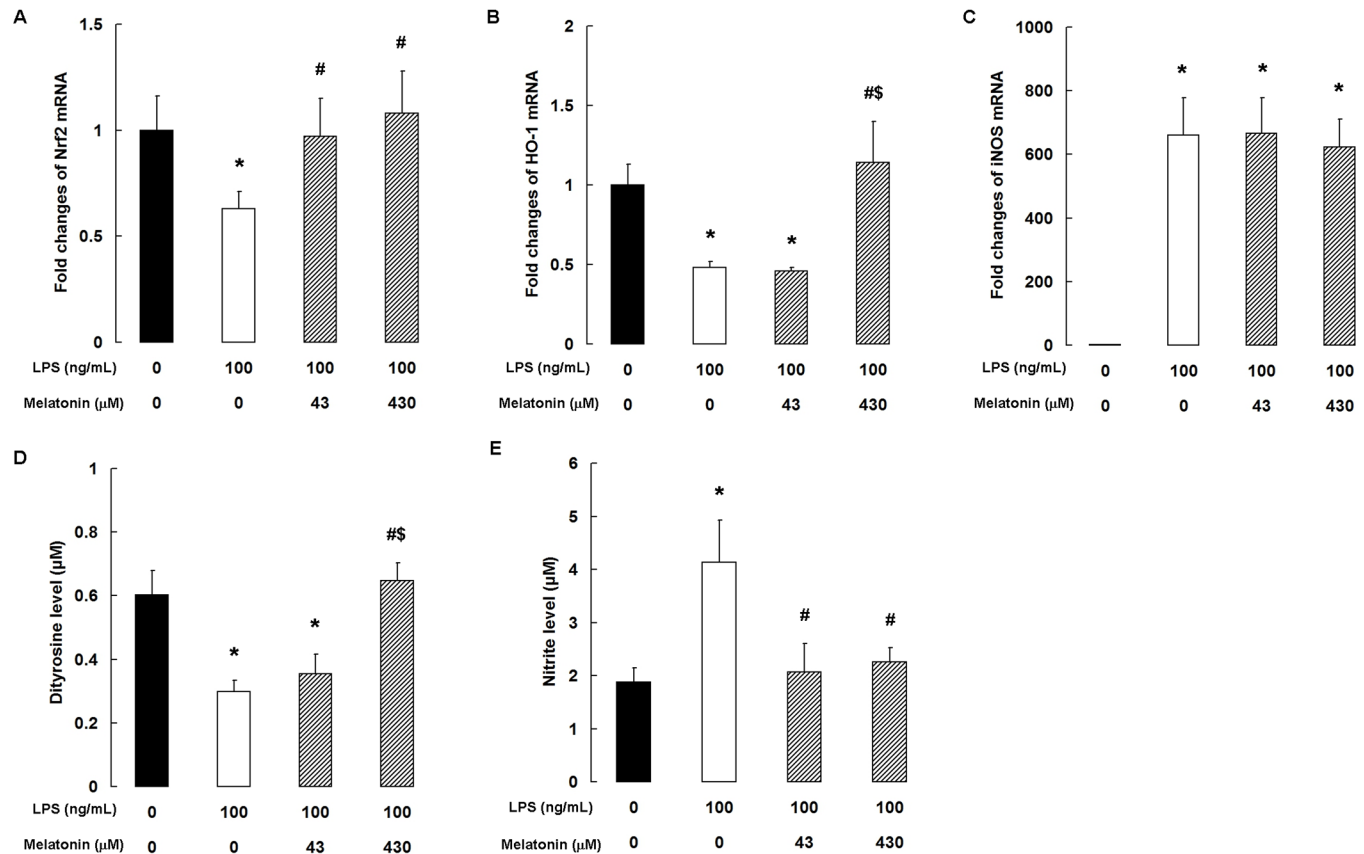 A
Fold changes of Nrf2 mRNA
1.5
1
0.5
0
*
#
#
LPS (ng/mL) 0 100 100 100
Melatonin (µM) 0 0 43 430
B
Fold changes of HO-1 mRNA
2
1.5
1
0.5
0
*
*
#$
LPS (ng/mL) 0 100 100 100
Melatonin (µM) 0 0 43 430
C
Fold changes of iNOS mRNA
1000
800
600
400
200
0
*
*
*
LPS (ng/mL) 0 100 100 100
Melatonin (µM) 0 0 43 430
D
Dityrosine level (µM)
1
0.8
0.6
0.4
0.2
0
*
*
#$
LPS (ng/mL) 0 100 100 100
Melatonin (µM) 0 0 43 430
E
Nitrite level (µM)
6
5
4
3
2
1
0
*
#
#
LPS (ng/mL) 0 100 100 100
Melatonin (µM) 0 0 43 430